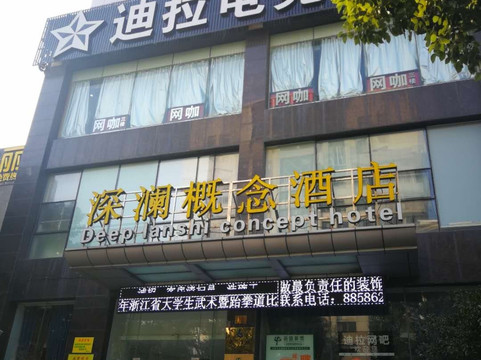 迪拉电竞
网咖
网咖
网咖
网咖
深澜概念酒店
Deep lanshi concept hotel
做最负责任的装饰
年浙江省大学生武术暨跆拳道比
联系电话：885862
迪拉网吧